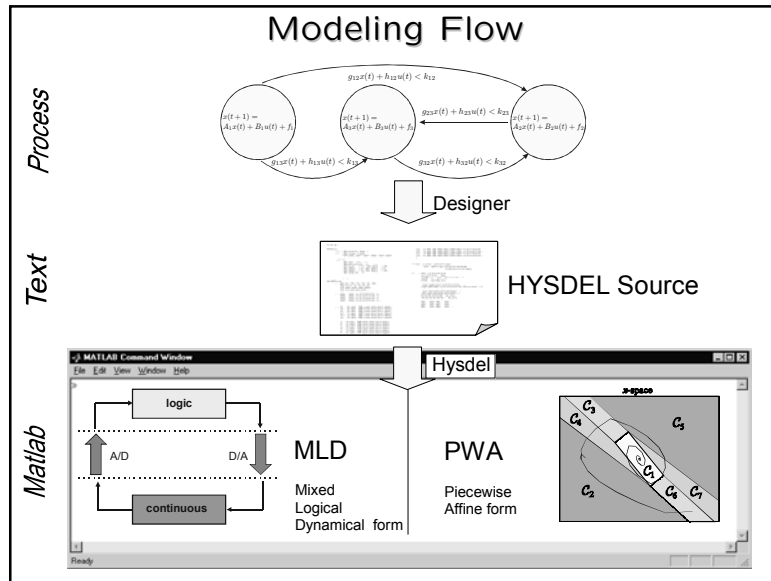 Modeling Flow
Process
g₁₂x(t) + h₁₂u(t) < k₁₂
x(t + 1) =
A₁x(t) + B₁u(t) + f₁
x(t + 1) =
A₃x(t) + B₃u(t) + f₃
g₂₃x(t) + h₂₃u(t) < k₂₃
x(t + 1) =
A₂x(t) + B₂u(t) + f₂
g₁₃x(t) + h₁₃u(t) < k₁₃
g₃₂x(t) + h₃₂u(t) < k₃₂
Designer
Text
HYSDEL Source
Hysdel
Matlab
MATLAB Command Window
File Edit View Window Help
logic
A/D
D/A
continuous
MLD
Mixed
Logical
Dynamical form
PWA
Piecewise
Affine form
x-space
C₃
C₄
C₅
C₁
C₂
C₆
C₇
Ready